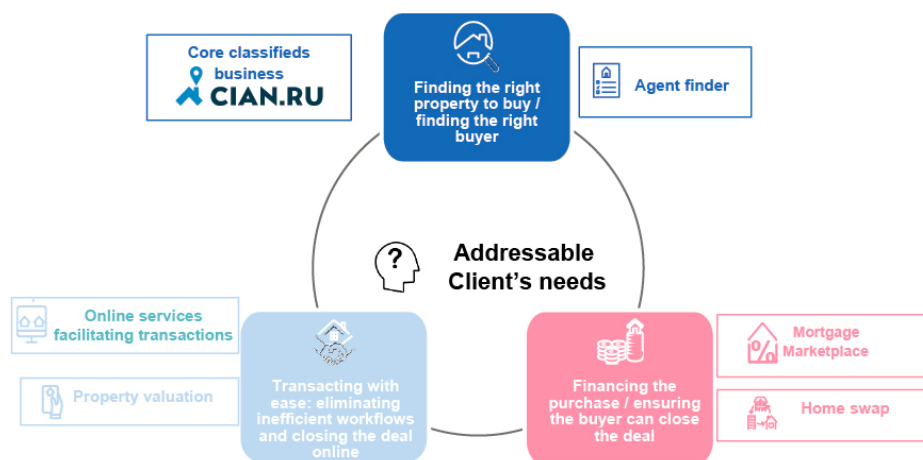 Core classifieds
business
CIAN.RU
Finding the right
property to buy /
finding the right
buyer
Agent finder
?
Addressable
Client's needs
Online services
facilitating transactions
Property valuation
Transacting with
ease: eliminating
inefficient workflows
and closing the deal
online
Financing the
purchase / ensuring
the buyer can close
the deal
%
Mortgage
Marketplace
Home swap